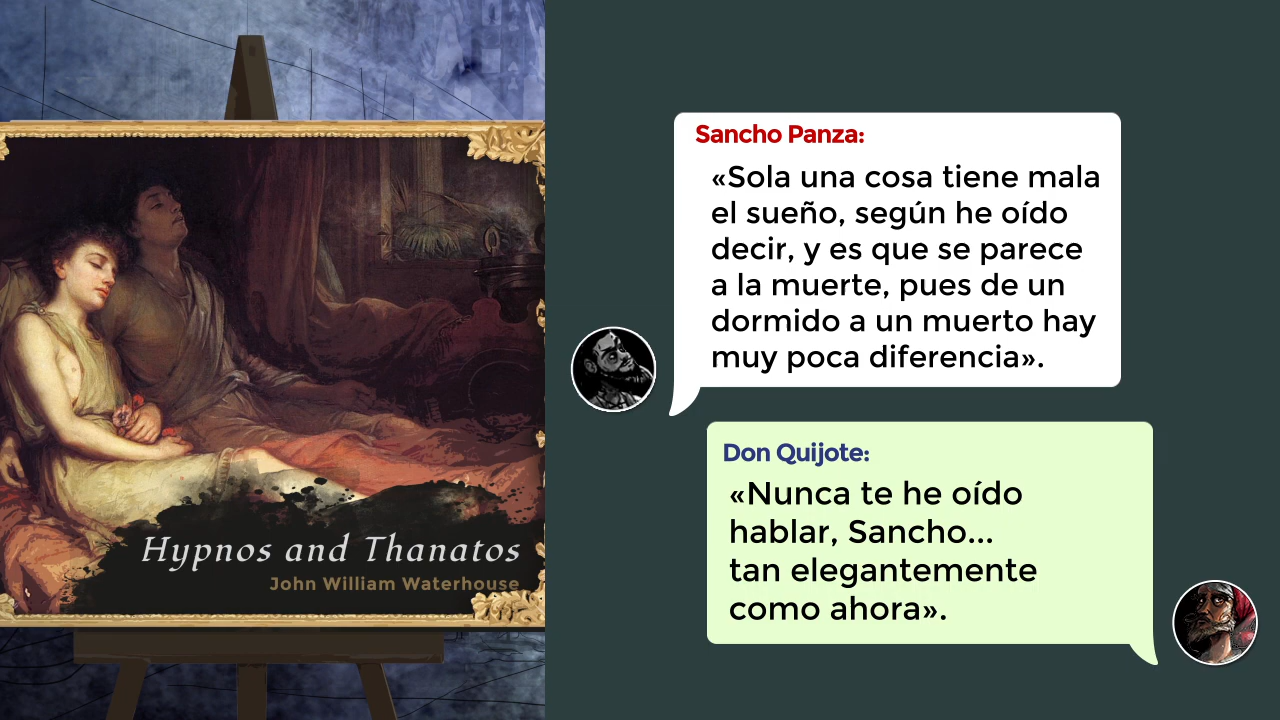 Hypnos and Thanatos
John William Waterhouse
Sancho Panza:
«Sola una cosa tiene mala
el sueño, según he oído
decir, y es que se parece
a la muerte, pues de un
dormido a un muerto hay
muy poca diferencia».
Don Quijote:
«Nunca te he oído
hablar, Sancho...
tan elegantemente
como ahora».